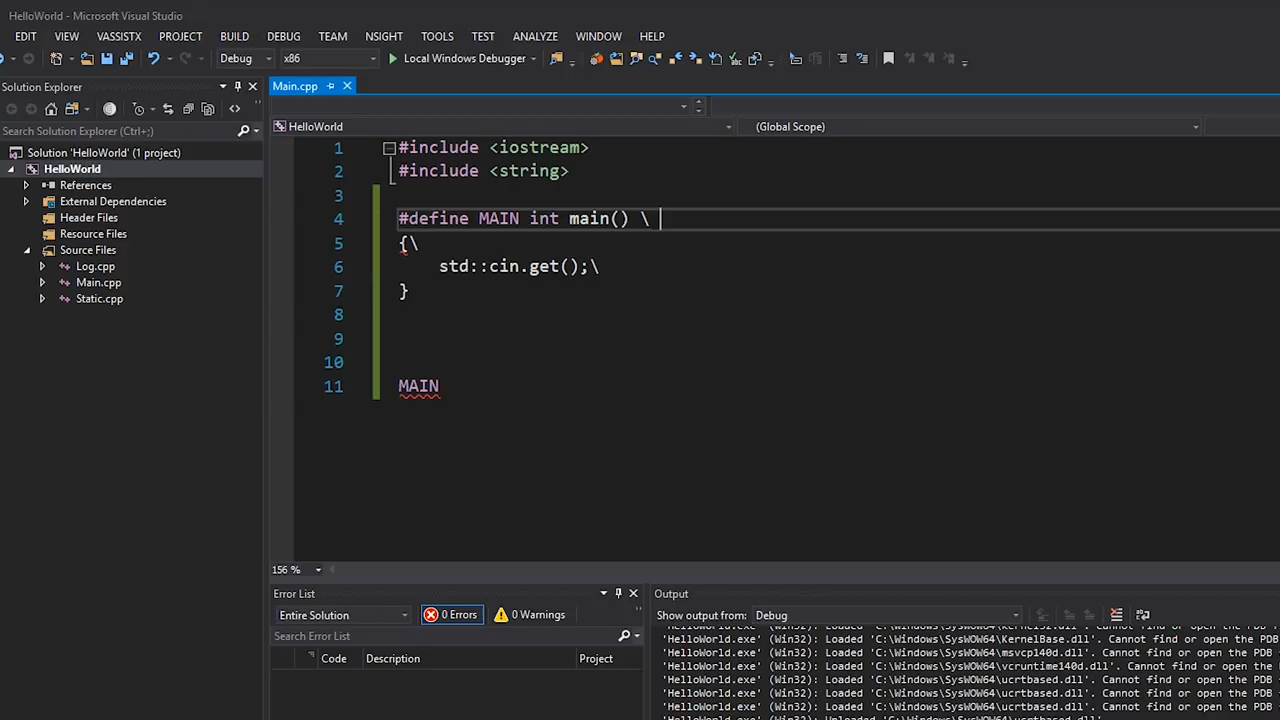 HelloWorld - Microsoft Visual Studio
EDIT VIEW VASSISTX PROJECT BUILD DEBUG TEAM NSIGHT TOOLS TEST ANALYZE WINDOW HELP
Debug x86 Local Windows Debugger
Solution Explorer
Search Solution Explorer (Ctrl+;)
Solution 'HelloWorld' (1 project)
HelloWorld
References
External Dependencies
Header Files
Resource Files
Source Files
Log.cpp
Main.cpp
Static.cpp
Main.cpp
HelloWorld (Global Scope)
1 #include <iostream>
2 #include <string>
3
4 #define MAIN int main() \
5 {\
6 std::cin.get();\
7 }
8
9
10
11 MAIN
156 %
Error List
Entire Solution 0 Errors 0 Warnings
Search Error List
Code Description Project
Output
Show output from: Debug
'HelloWorld.exe' (Win32): Loaded 'C:\Windows\SysWOW64\KernelBase.dll'. Cannot find or open the PDB
'HelloWorld.exe' (Win32): Loaded 'C:\Windows\SysWOW64\msvcp140d.dll'. Cannot find or open the PDB
'HelloWorld.exe' (Win32): Loaded 'C:\Windows\SysWOW64\vcruntime140d.dll'. Cannot find or open the
'HelloWorld.exe' (Win32): Loaded 'C:\Windows\SysWOW64\ucrtbased.dll'. Cannot find or open the PDB
'HelloWorld.exe' (Win32): Loaded 'C:\Windows\SysWOW64\ucrtbased.dll'. Cannot find or open the PDB
'HelloWorld.exe' (Win32): Loaded 'C:\Windows\SysWOW64\ucrtbased.dll'. Cannot find or open the PDB